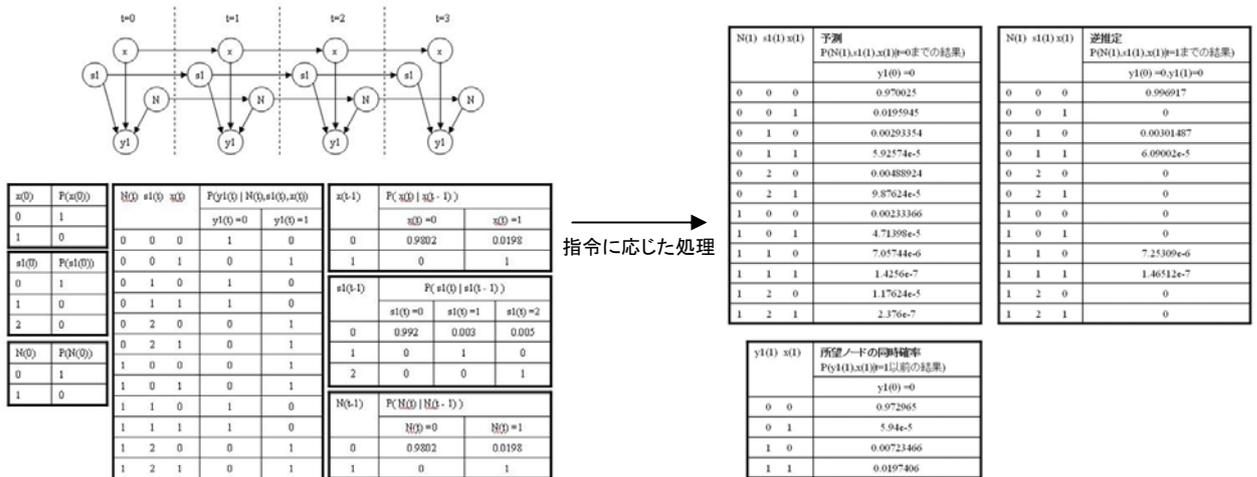 t=0 t=1 t=2 t=3
x x x x
s1 s1 s1 s1
N N N N
y1 y1 y1 y1
x(0) P(x(0))
0 1
1 0
s1(0) P(s1(0))
0 1
1 0
2 0
N(0) P(N(0))
0 1
1 0
N(t) s1(t) x(t) P(y1(t) | N(t),s1(t),x(t))
y1(t) =0 y1(t) =1
0 0 0 1 0
0 0 1 0 1
0 1 0 1 0
0 1 1 1 0
0 2 0 0 1
0 2 1 0 1
1 0 0 0 1
1 0 1 0 1
1 1 0 1 0
1 1 1 1 0
1 2 0 0 1
1 2 1 0 1
x(t-1) P( x(t) | x(t - 1) )
x(t) =0 x(t) =1
0 0.9802 0.0198
1 0 1
s1(t-1) P( s1(t) | s1(t - 1) )
s1(t) =0 s1(t) =1 s1(t) =2
0 0.992 0.003 0.005
1 0 1 0
2 0 0 1
N(t-1) P( N(t) | N(t - 1) )
N(t) =0 N(t) =1
0 0.9802 0.0198
1 0 1
指令に応じた処理
N(1) s1(1) x(1) 予測
P(N(1),s1(1),x(1)|t=0までの結果)
y1(0) =0
0 0 0 0.970025
0 0 1 0.0195945
0 1 0 0.00293354
0 1 1 5.92574e-5
0 2 0 0.00488924
0 2 1 9.87624e-5
1 0 0 0.00233366
1 0 1 4.71398e-5
1 1 0 7.05744e-6
1 1 1 1.4256e-7
1 2 0 1.17624e-5
1 2 1 2.376e-7
N(1) s1(1) x(1) 逆推定
P(N(1),s1(1),x(1)|t=1までの結果)
y1(0) =0,y1(1)=0
0 0 0 0.996917
0 0 1 0
0 1 0 0.00301487
0 1 1 6.09002e-5
0 2 0 0
0 2 1 0
1 0 0 0
1 0 1 0
1 1 0 7.25309e-6
1 1 1 1.46512e-7
1 2 0 0
1 2 1 0
y1(1) x(1) 所望ノードの同時確率
P(y1(1),x(1)|t=1以前の結果)
y1(0) =0
0 0 0.972965
0 1 5.94e-5
1 0 0.00723466
1 1 0.0197406